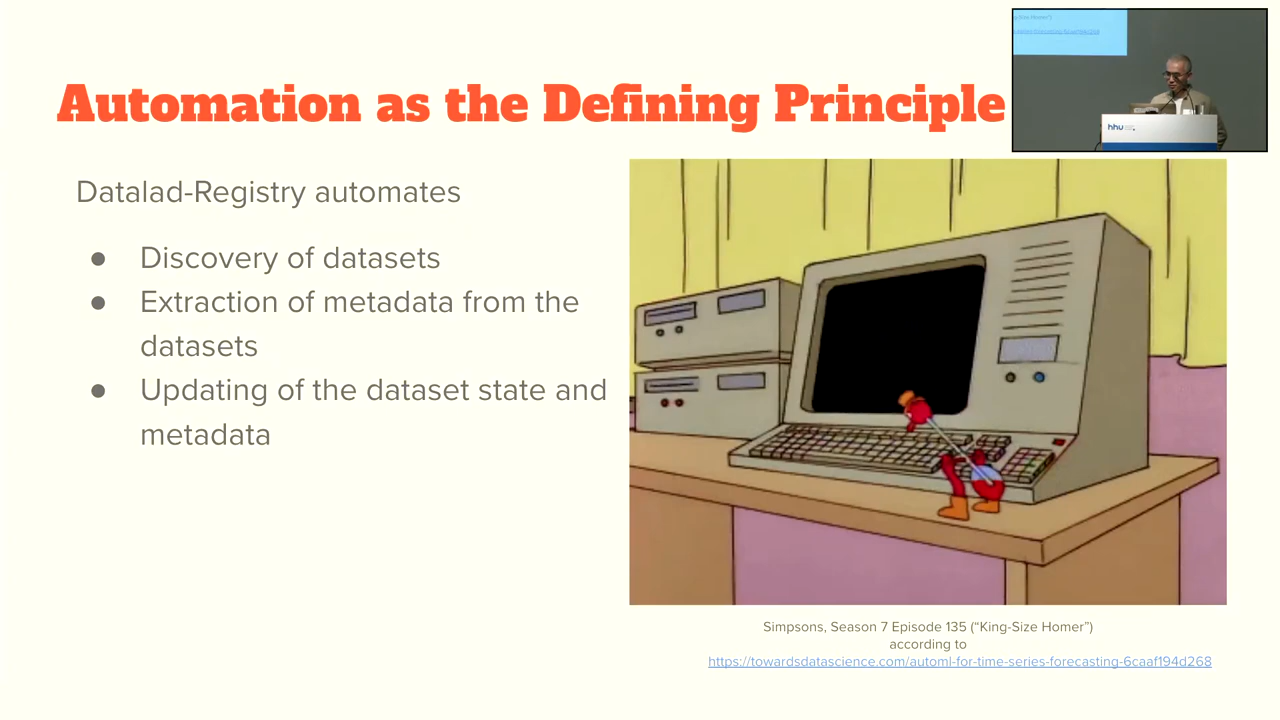 Automation as the Defining Principle
Datalad-Registry automates
● Discovery of datasets
● Extraction of metadata from the
datasets
● Updating of the dataset state and
metadata
Simpsons, Season 7 Episode 135 (“King-Size Homer”)
according to
https://towardsdatascience.com/automl-for-time-series-forecasting-6caaf194d268
hhu